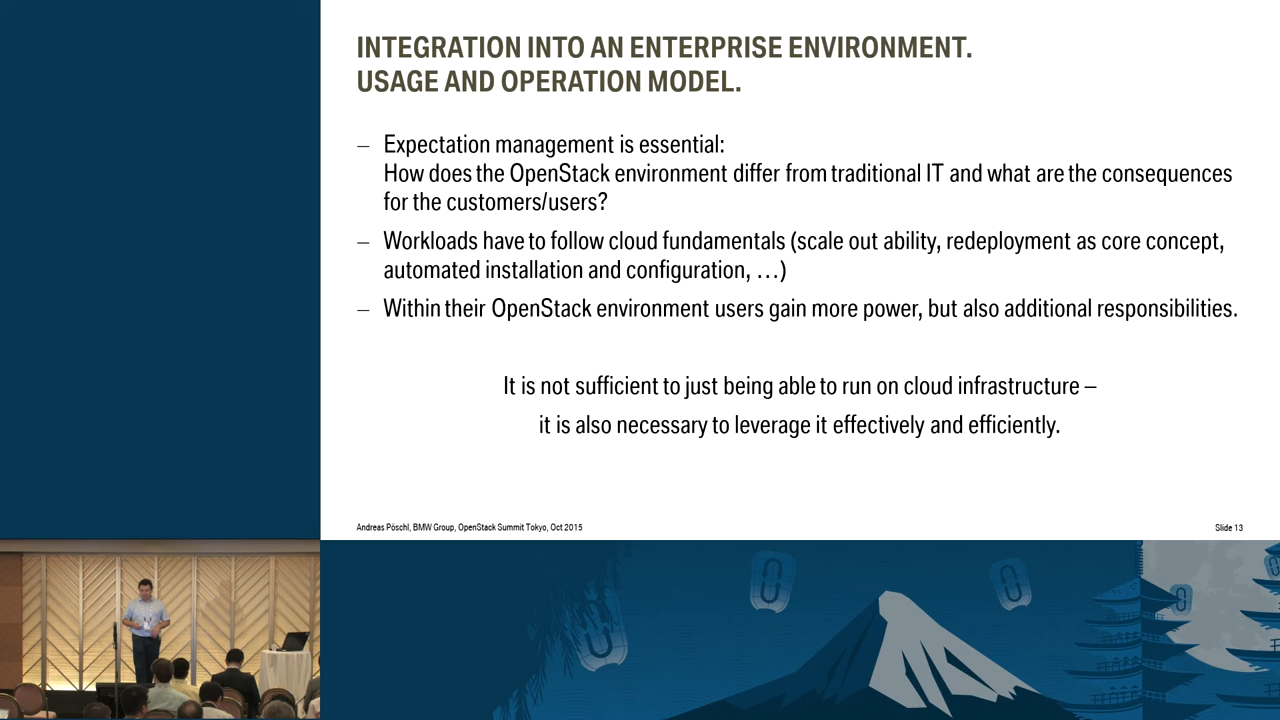 INTEGRATION INTO AN ENTERPRISE ENVIRONMENT.
USAGE AND OPERATION MODEL.
– Expectation management is essential:
How does the OpenStack environment differ from traditional IT and what are the consequences
for the customers/users?
– Workloads have to follow cloud fundamentals (scale out ability, redeployment as core concept,
automated installation and configuration, …)
– Within their OpenStack environment users gain more power, but also additional responsibilities.
It is not sufficient to just being able to run on cloud infrastructure –
it is also necessary to leverage it effectively and efficiently.
Andreas Pöschl, BMW Group, OpenStack Summit Tokyo, Oct 2015
Slide 13